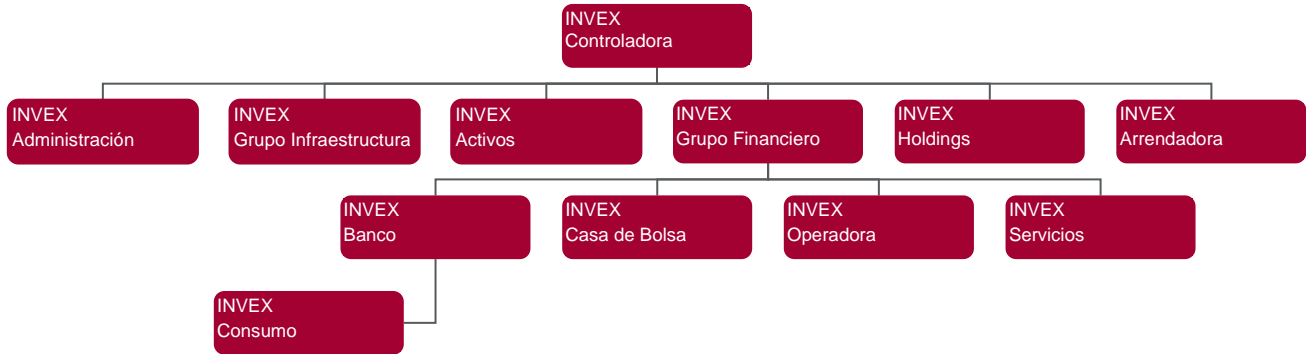 INVEX
Controladora
INVEX
Administración
INVEX
Grupo Infraestructura
INVEX
Activos
INVEX
Grupo Financiero
INVEX
Holdings
INVEX
Arrendadora
INVEX
Banco
INVEX
Casa de Bolsa
INVEX
Operadora
INVEX
Servicios
INVEX
Consumo